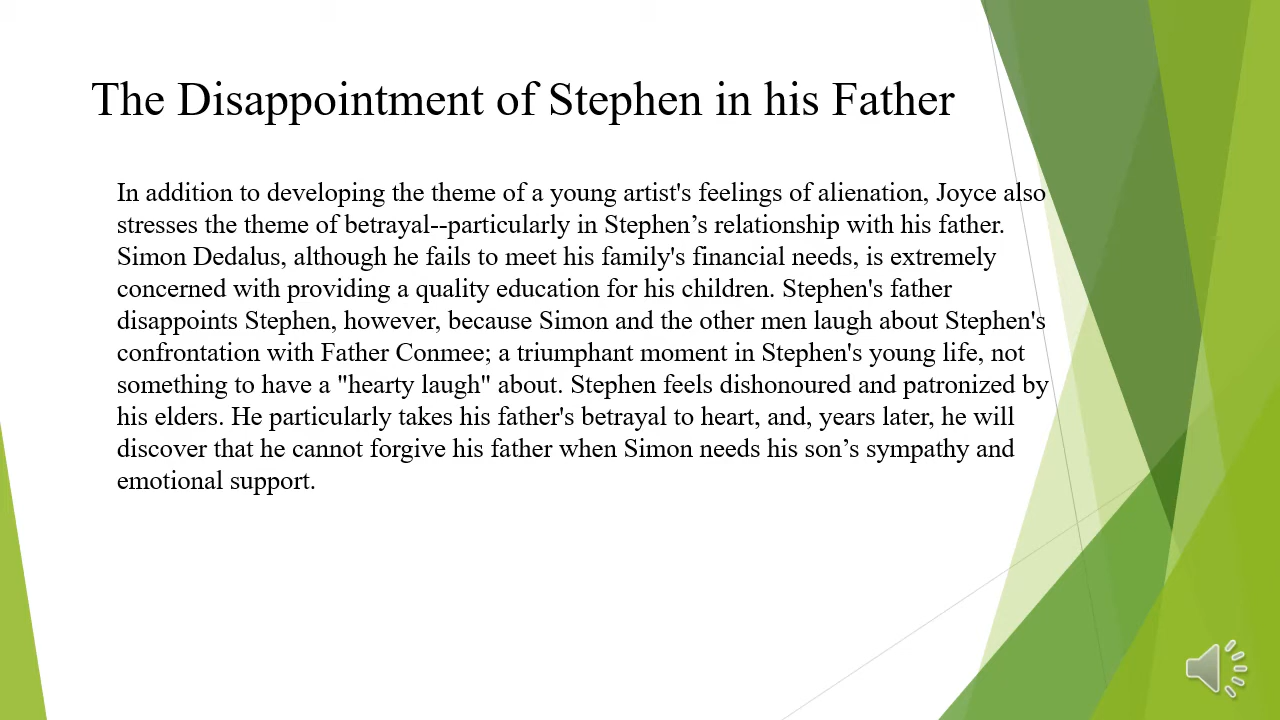 The Disappointment of Stephen in his Father
In addition to developing the theme of a young artist's feelings of alienation, Joyce also
stresses the theme of betrayal--particularly in Stephen’s relationship with his father.
Simon Dedalus, although he fails to meet his family's financial needs, is extremely
concerned with providing a quality education for his children. Stephen's father
disappoints Stephen, however, because Simon and the other men laugh about Stephen's
confrontation with Father Conmee; a triumphant moment in Stephen's young life, not
something to have a "hearty laugh" about. Stephen feels dishonoured and patronized by
his elders. He particularly takes his father's betrayal to heart, and, years later, he will
discover that he cannot forgive his father when Simon needs his son’s sympathy and
emotional support.